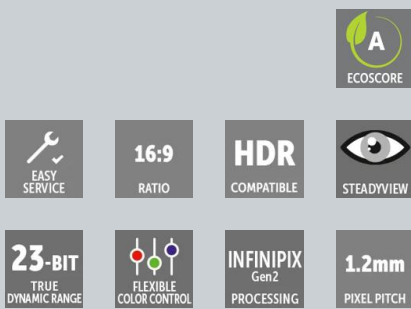 A
ECOSCORE
EASY
SERVICE
16:9
RATIO
HDR
COMPATIBLE
STEADYVIEW
23-BIT
TRUE
DYNAMIC RANGE
FLEXIBLE
COLOR CONTROL
INFINIPIX
Gen2
PROCESSING
1.2mm
PIXEL PITCH